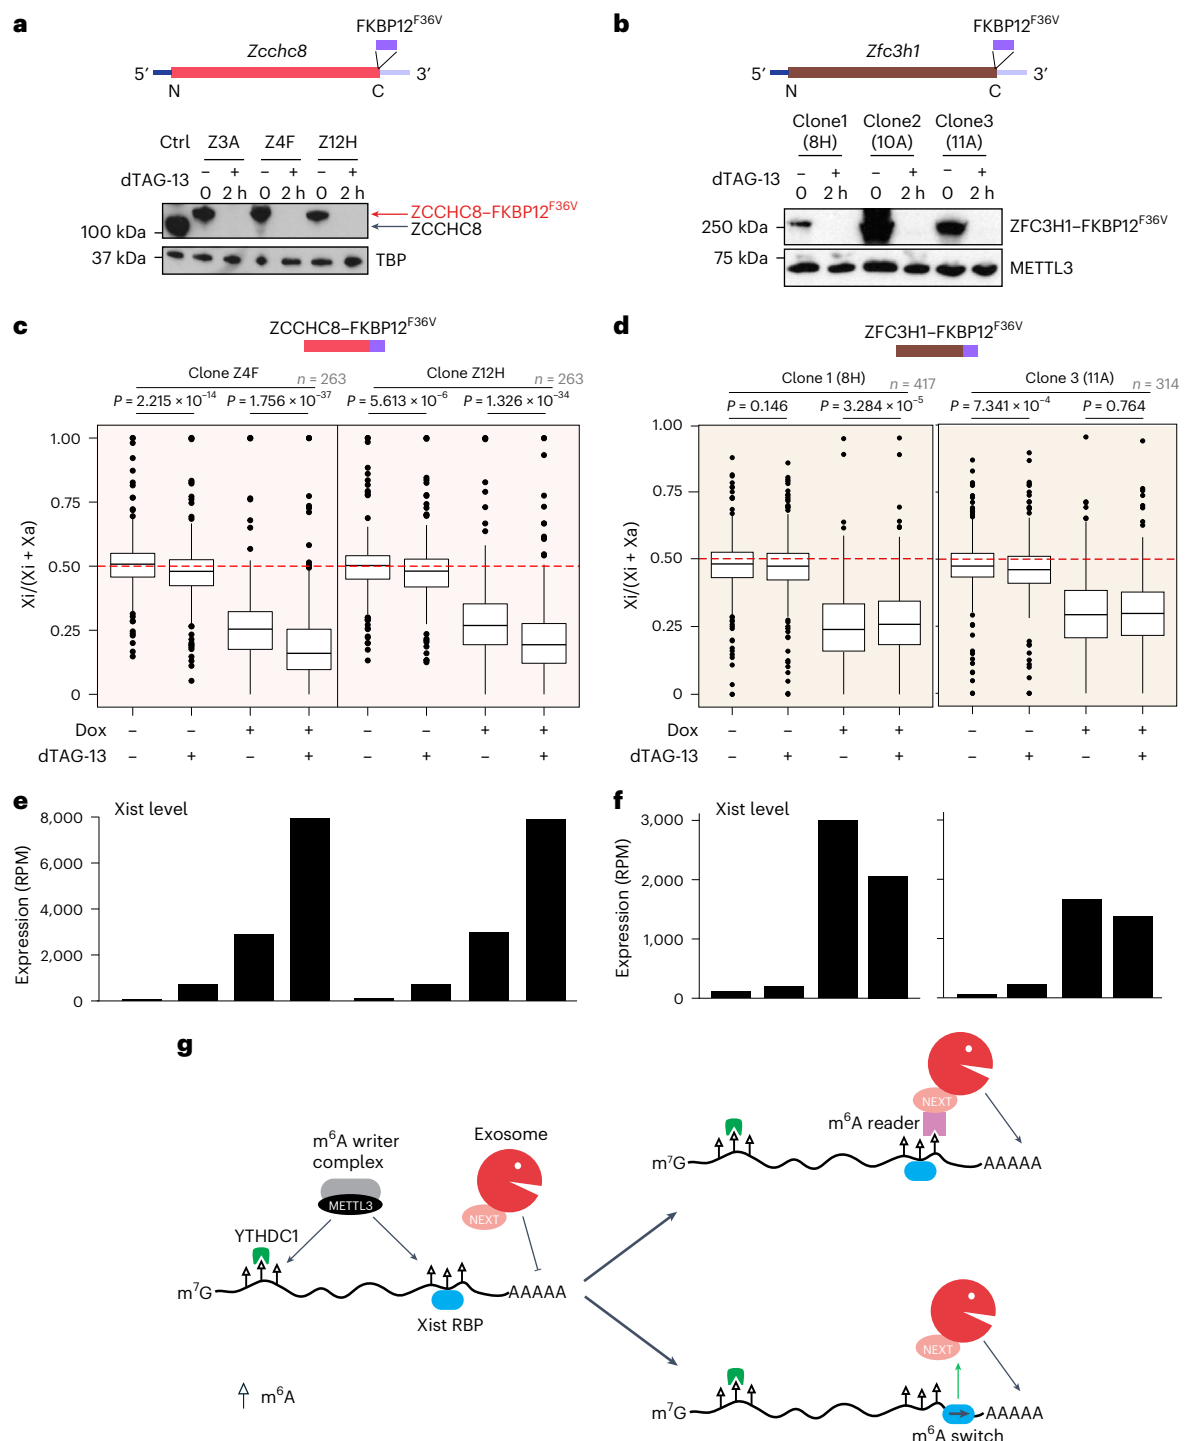 a
FKBP12F36V
Zcchc8
5′ 3′
N C
Ctrl Z3A Z4F Z12H
dTAG-13 – + – + – +
0 2 h 0 2 h 0 2 h
ZCCHC8–FKBP12F36V
ZCCHC8
100 kDa
37 kDa
TBP
b
FKBP12F36V
Zfc3h1
5′ 3′
N C
Clone1 Clone2 Clone3
(8H) (10A) (11A)
dTAG-13 – + – + – +
0 2 h 0 2 h 0 2 h
250 kDa
ZFC3H1–FKBP12F36V
75 kDa
METTL3
c
ZCCHC8–FKBP12F36V
Clone Z4F n = 263 Clone Z12H n = 263
P = 2.215 × 10–14 P = 1.756 × 10–37 P = 5.613 × 10–6 P = 1.326 × 10–34
Xi/(Xi + Xa)
1.00
0.75
0.50
0.25
0
Dox – – + + – – + +
dTAG-13 – + – + – + – +
d
ZFC3H1–FKBP12F36V
Clone 1 (8H) n = 417 Clone 3 (11A) n = 314
P = 0.146 P = 3.284 × 10–5 P = 7.341 × 10–4 P = 0.764
Xi/(Xi + Xa)
1.00
0.75
0.50
0.25
0
Dox – – + + – – + +
dTAG-13 – + – + – + – +
e
Xist level
Expression (RPM)
8,000
6,000
4,000
2,000
0
f
Xist level
Expression (RPM)
3,000
2,000
1,000
0
g
m6A writer
complex
METTL3
Exosome
NEXT
YTHDC1
m7G AAAAA
Xist RBP
m6A
NEXT
m6A reader
m7G AAAAA
NEXT
m7G AAAAA
m6A switch